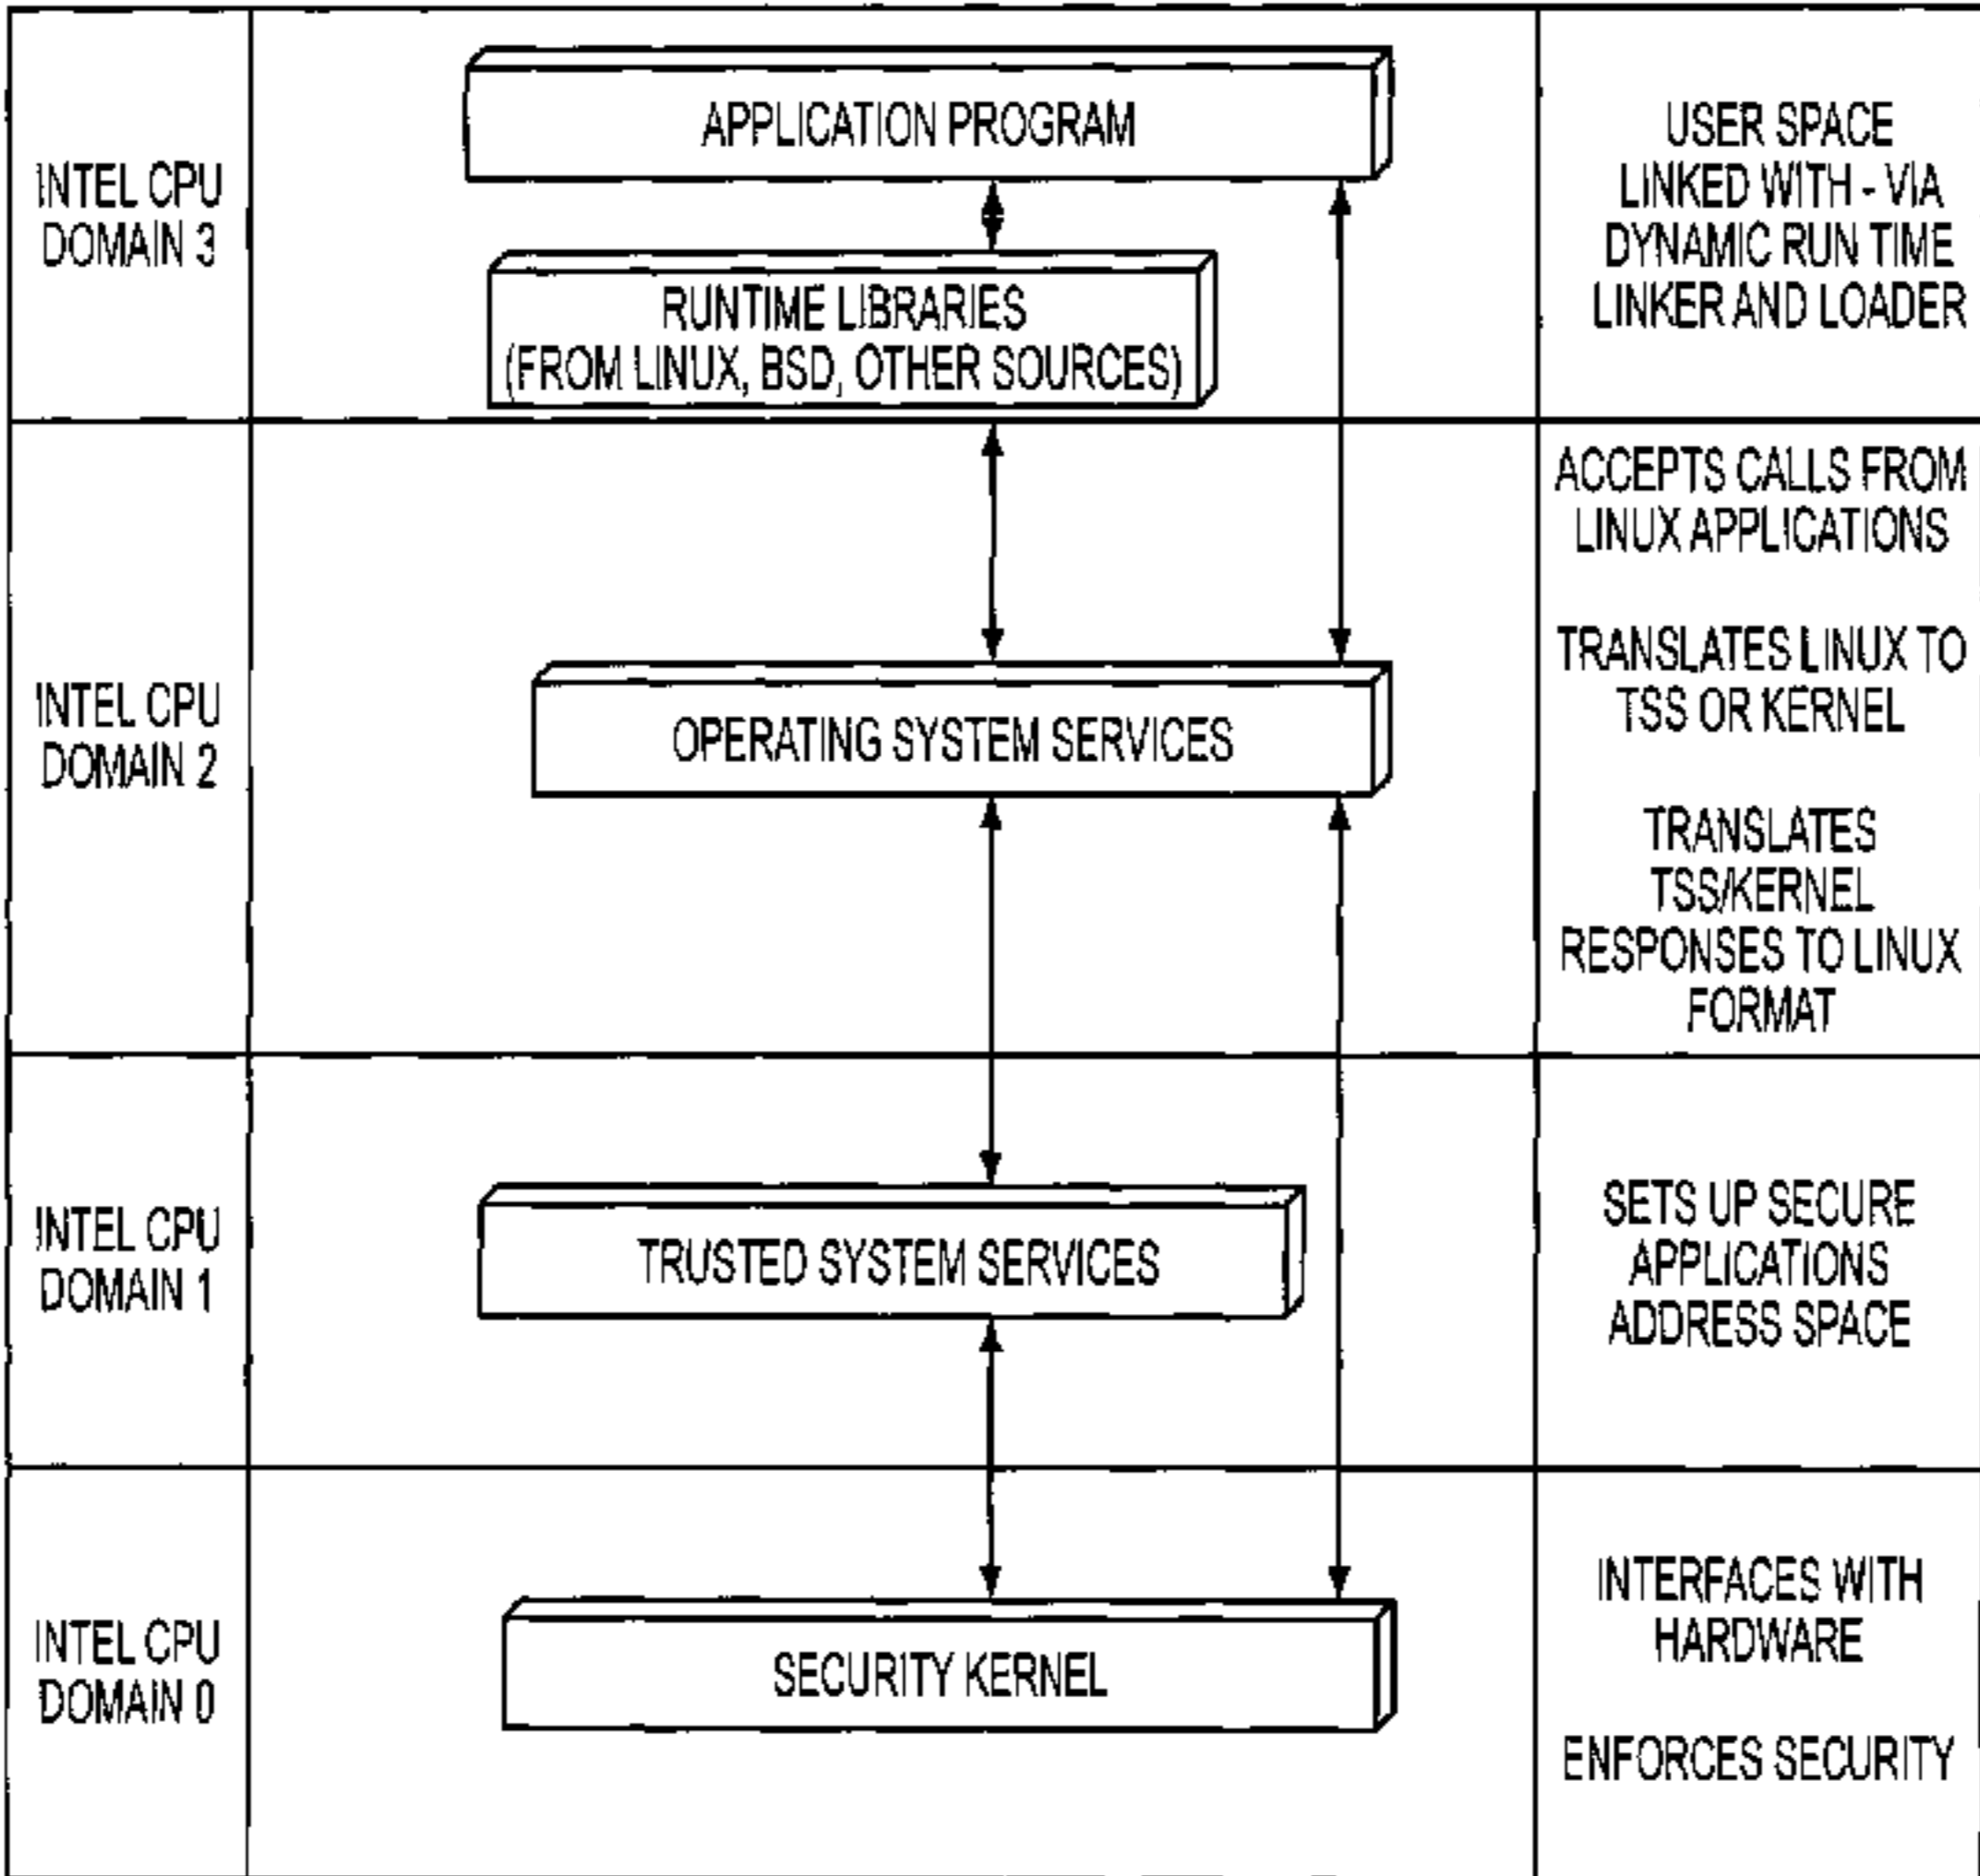 INTEL CPU
DOMAIN 3
APPLICATION PROGRAM
RUNTIME LIBRARIES
(FROM LINUX, BSD, OTHER SOURCES)
USER SPACE
LINKED WITH - VIA
DYNAMIC RUN TIME
LINKER AND LOADER
INTEL CPU
DOMAIN 2
OPERATING SYSTEM SERVICES
ACCEPTS CALLS FROM
LINUX APPLICATIONS
TRANSLATES LINUX TO
TSS OR KERNEL
TRANSLATES
TSS/KERNEL
RESPONSES TO LINUX
FORMAT
INTEL CPU
DOMAIN 1
TRUSTED SYSTEM SERVICES
SETS UP SECURE
APPLICATIONS
ADDRESS SPACE
INTEL CPU
DOMAIN 0
SECURITY KERNEL
INTERFACES WITH
HARDWARE
ENFORCES SECURITY